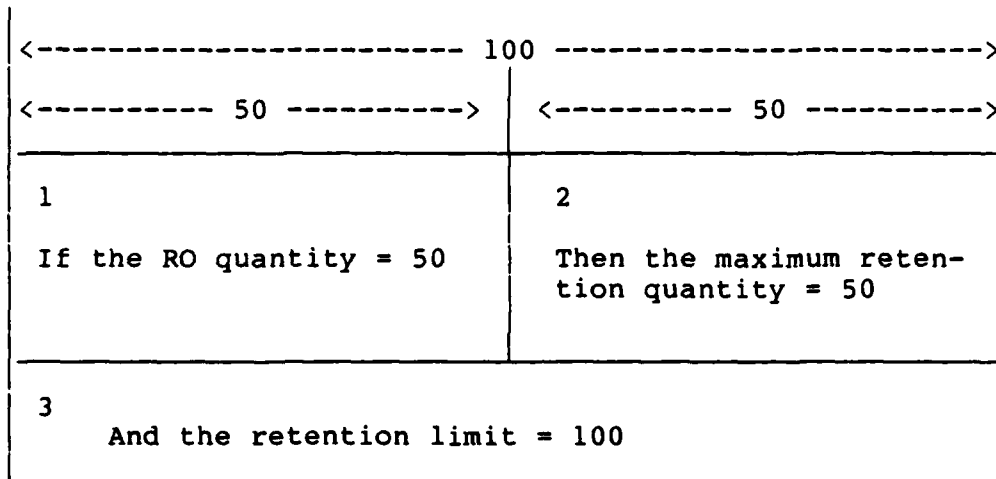 <----------------------- 100 ----------------------->
<---------- 50 ---------->
<---------- 50 ---------->
1
If the RO quantity = 50
2
Then the maximum reten-
tion quantity = 50
3
And the retention limit = 100